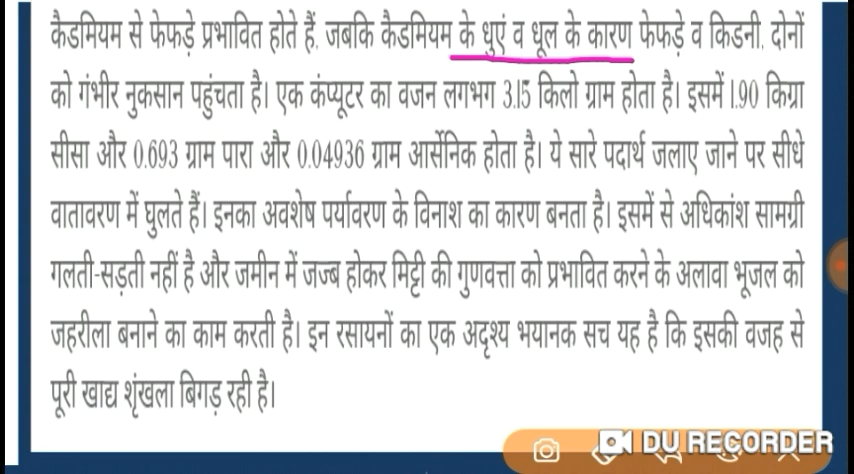 कैडमियम से फेफड़े प्रभावित होते हैं, जबकि कैडमियम के धुएं व धूल के कारण फेफड़े व किडनी, दोनों
को गंभीर नुकसान पहुंचता है। एक कंप्यूटर का वजन लगभग 3.15 किलो ग्राम होता है। इसमें 1.90 किग्रा
सीसा और 0.693 ग्राम पारा और 0.04936 ग्राम आर्सेनिक होता है। ये सारे पदार्थ जलाए जाने पर सीधे
वातावरण में घुलते हैं। इनका अवशेष पर्यावरण के विनाश का कारण बनता है। इसमें से अधिकांश सामग्री
गलती-सड़ती नहीं है और जमीन में जज्ब होकर मिट्टी की गुणवत्ता को प्रभावित करने के अलावा भूजल को
जहरीला बनाने का काम करती है। इन रसायनों का एक अदृश्य भयानक सच यह है कि इसकी वजह से
पूरी खाद्य शृंखला बिगड़ रही है।
DU RECORDER